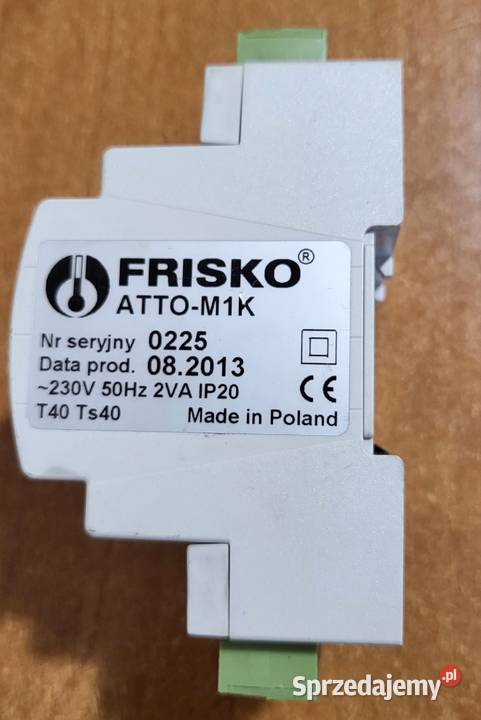 FRISKO®
ATTO-M1K
Nr seryjny 0225
Data prod. 08.2013
~230V 50Hz 2VA IP20
CE
T40 Ts40 Made in Poland
Sprzedajemy.pl